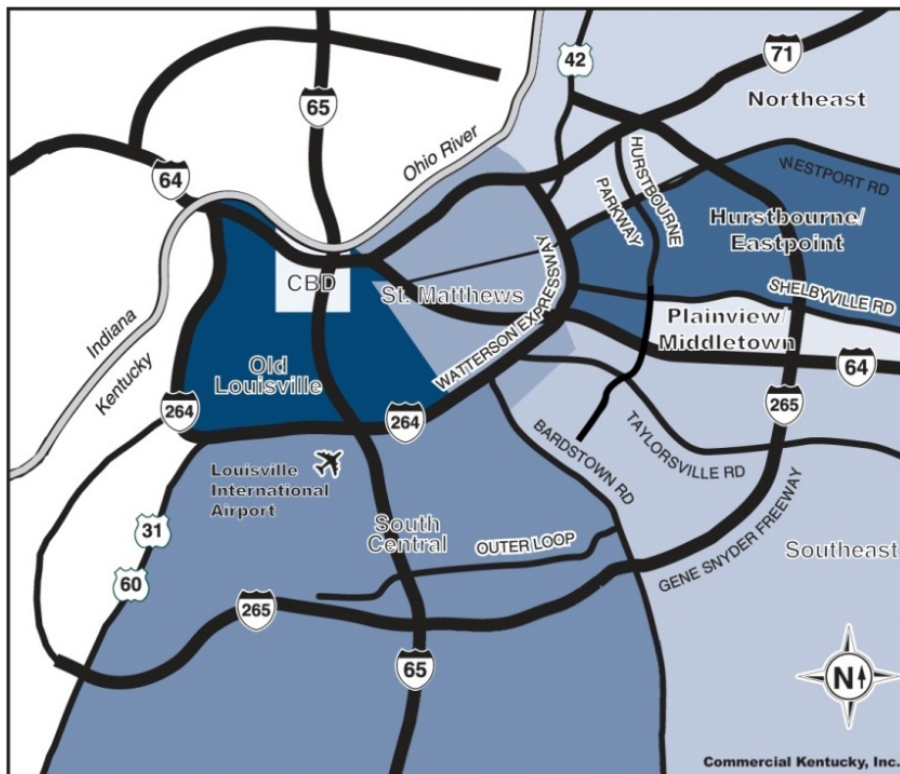 42
71
65
Northeast
Ohio River
HURSTBOURNE
PARKWAY
WESTPORT RD
64
Hurstbourne/
Eastpoint
WATTERSON EXPRESSWAY
CBD
St. Matthews
SHELBYVILLE RD
Indiana
Kentucky
Plainview/
Middletown
64
Old
Louisville
264
264
265
BARDSTOWN RD
TAYLORSVILLE RD
Louisville
International
Airport
31
South
Central
OUTER LOOP
GENE SNYDER FREEWAY
Southeast
60
265
65
N
Commercial Kentucky, Inc.